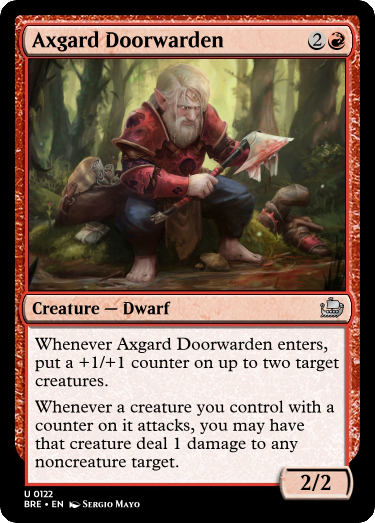 Axgard Doorwarden 2
Creature — Dwarf
Whenever Axgard Doorwarden enters,
put a +1/+1 counter on up to two target
creatures.
Whenever a creature you control with a
counter on it attacks, you may have
that creature deal 1 damage to any
noncreature target.
2/2
U 0122
BRE • EN Sergio Mayo